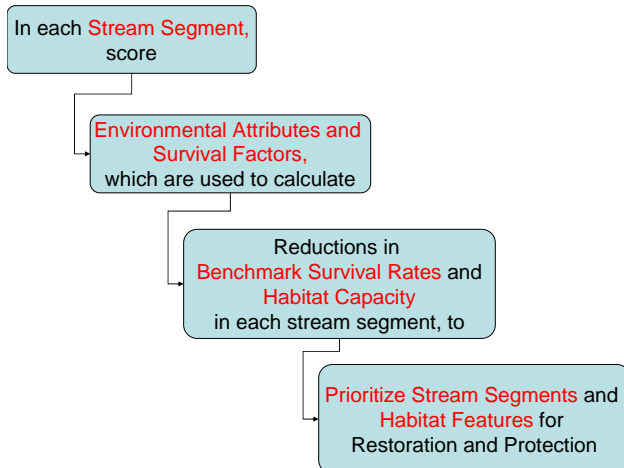 In each Stream Segment,
score
Environmental Attributes and
Survival Factors,
which are used to calculate
Reductions in
Benchmark Survival Rates and
Habitat Capacity
in each stream segment, to
Prioritize Stream Segments and
Habitat Features for
Restoration and Protection